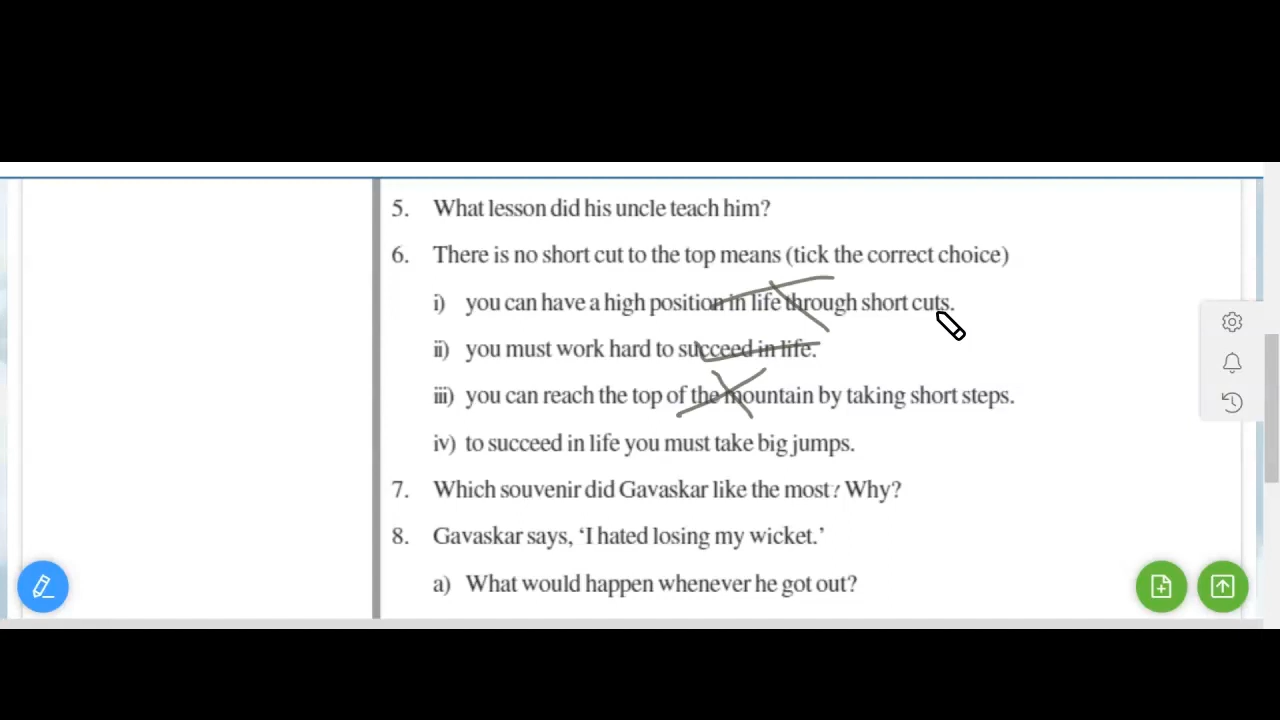 5. What lesson did his uncle teach him?
6. There is no short cut to the top means (tick the correct choice)
i) you can have a high position in life through short cuts.
ii) you must work hard to succeed in life.
iii) you can reach the top of the mountain by taking short steps.
iv) to succeed in life you must take big jumps.
7. Which souvenir did Gavaskar like the most? Why?
8. Gavaskar says, ‘I hated losing my wicket.’
a) What would happen whenever he got out?